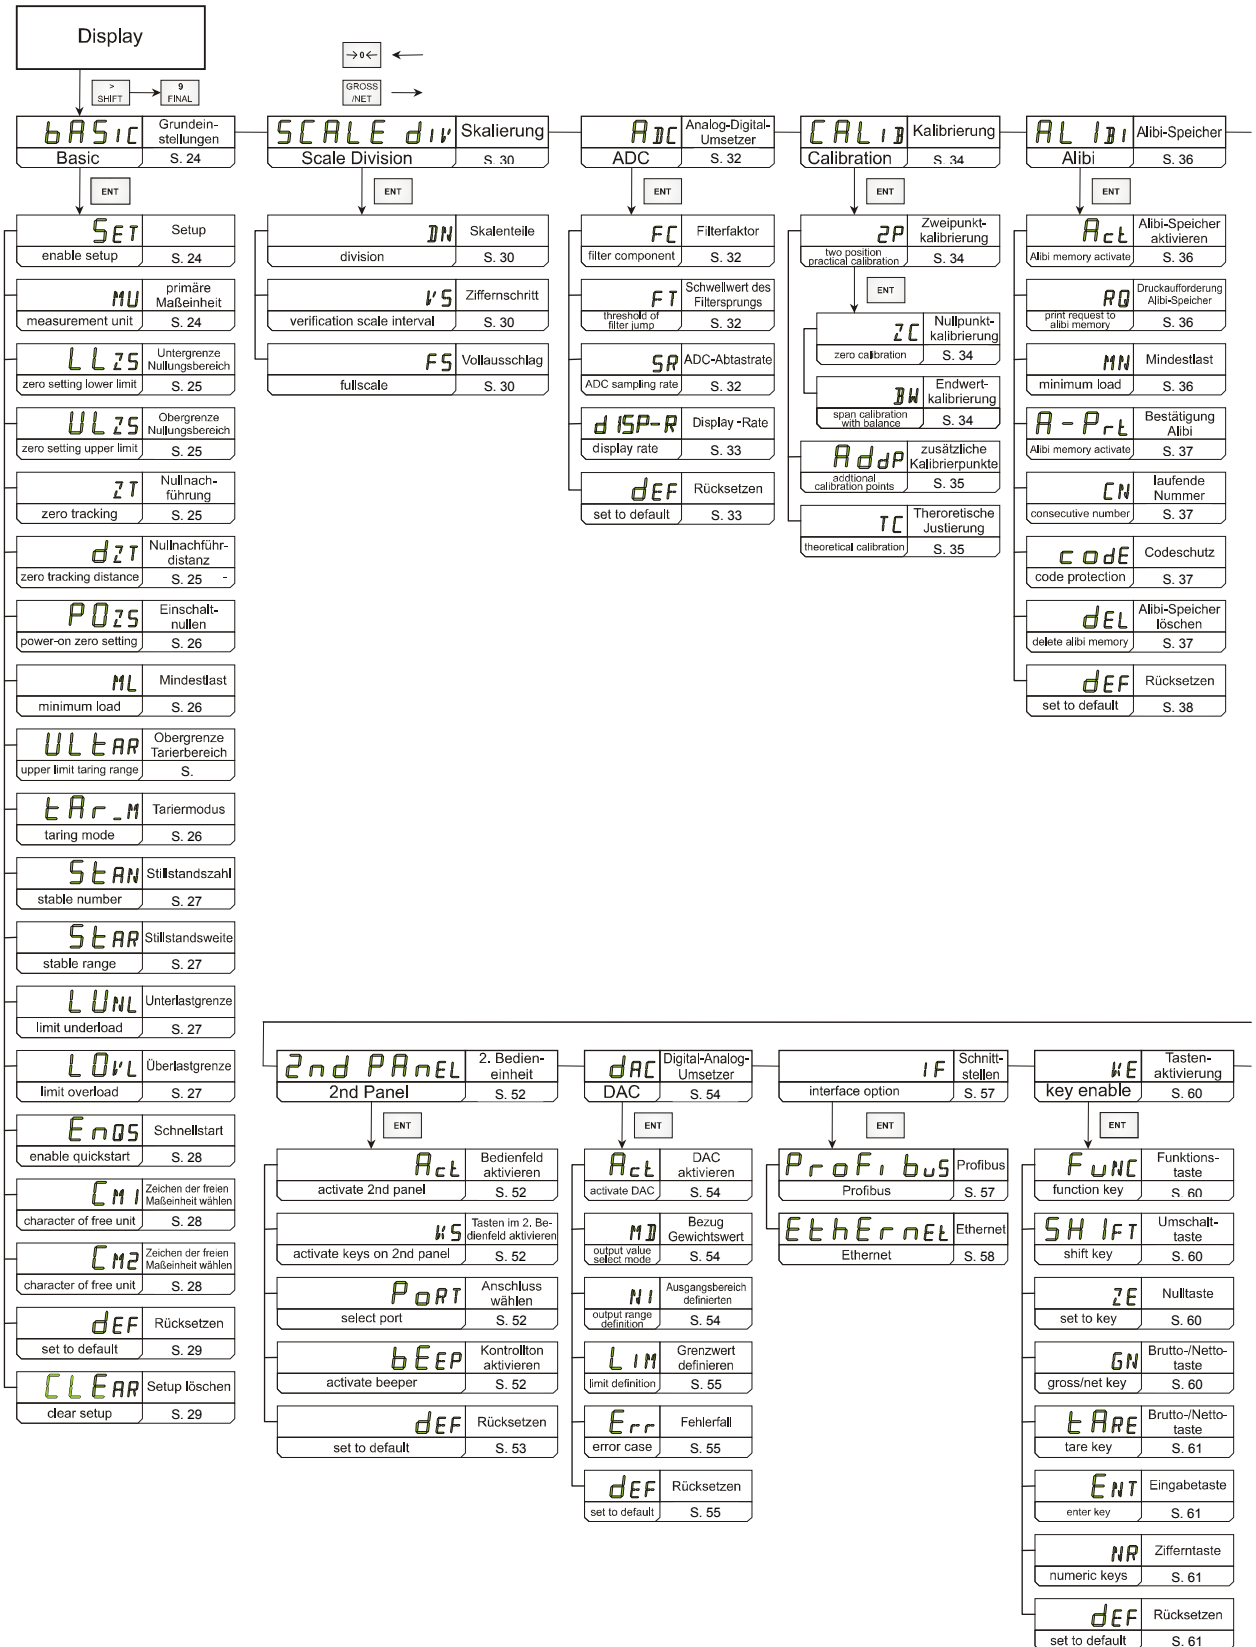 Display
>
SHIFT
9
FINAL
→0←
GROSS
/NET
bASIC
Grundein-
stellungen
Basic
S. 24
SCALE dIV
Skalierung
Scale Division
S. 30
ADC
Analog-Digital-
Umsetzer
ADC
S. 32
CALIB
Kalibrierung
Calibration
S. 34
ALIBI
Alibi-Speicher
Alibi
S. 36
ENT
ENT
ENT
ENT
ENT
SET
Setup
enable setup
S. 24
MU
primäre
Maßeinheit
measurement unit
S. 24
LLZS
Untergrenze
Nullungsbereich
zero setting lower limit
S. 25
ULZS
Obergrenze
Nullungsbereich
zero setting upper limit
S. 25
ZT
Nullnach-
führung
zero tracking
S. 25
dZT
Nullnachführ-
distanz
zero tracking distance
S. 25 -
POZS
Einschalt-
nullen
power-on zero setting
S. 26
ML
Mindestlast
minimum load
S. 26
ULtAR
Obergrenze
Tarierbereich
upper limit taring range
S.
tAr_M
Tariermodus
taring mode
S. 26
StAN
Stillstandszahl
stable number
S. 27
StAR
Stillstandsweite
stable range
S. 27
LUNL
Unterlastgrenze
limit underload
S. 27
LOVL
Überlastgrenze
limit overload
S. 27
EnQS
Schnellstart
enable quickstart
S. 28
CM1
Zeichen der freien
Maßeinheit wählen
character of free unit
S. 28
CM2
Zeichen der freien
Maßeinheit wählen
character of free unit
S. 28
dEF
Rücksetzen
set to default
S. 29
CLEAR
Setup löschen
clear setup
S. 29
DN
Skalenteile
division
S. 30
VS
Ziffernschritt
verification scale interval
S. 30
FS
Vollausschlag
fullscale
S. 30
FC
Filterfaktor
filter component
S. 32
FT
Schwellwert des
Filtersprungs
threshold of
filter jump
S. 32
SR
ADC-Abtastrate
ADC sampling rate
S. 32
dISP-R
Display -Rate
display rate
S. 33
dEF
Rücksetzen
set to default
S. 33
2P
Zweipunkt-
kalibrierung
two position
practical calibration
S. 34
ENT
ZC
Nullpunkt-
kalibrierung
zero calibration
S. 34
BW
Endwert-
kalibrierung
span calibration
with balance
S. 34
AddP
zusätzliche
Kalibrierpunkte
addtional
calibration points
S. 35
TC
Theroretische
Justierung
theoretical calibration
S. 35
Act
Alibi-Speicher
aktivieren
Alibi memory activate
S. 36
RQ
Druckaufforderung
Alibi-Speicher
print request to
alibi memory
S. 36
MN
Mindestlast
minimum load
S. 36
A-Prt
Bestätigung
Alibi
Alibi memory activate
S. 37
CN
laufende
Nummer
consecutive number
S. 37
codE
Codeschutz
code protection
S. 37
dEL
Alibi-Speicher
löschen
delete alibi memory
S. 37
dEF
Rücksetzen
set to default
S. 38
2nd PAnEL
2. Bedien-
einheit
2nd Panel
S. 52
dAC
Digital-Analog-
Umsetzer
DAC
S. 54
IF
Schnitt-
stellen
interface option
S. 57
KE
Tasten-
aktivierung
key enable
S. 60
ENT
ENT
ENT
ENT
Act
Bedienfeld
aktivieren
activate 2nd panel
S. 52
KS
Tasten im 2. Be-
dienfeld aktivieren
activate keys on 2nd panel
S. 52
PoRT
Anschluss
wählen
select port
S. 52
bEEP
Kontrollton
aktivieren
activate beeper
S. 52
dEF
Rücksetzen
set to default
S. 53
Act
DAC
aktivieren
activate DAC
S. 54
MD
Bezug
Gewichtswert
output value
select mode
S. 54
NI
Ausgangsbereich
definierten
output range
definition
S. 54
LIM
Grenzwert
definieren
limit definition
S. 55
Err
Fehlerfall
error case
S. 55
dEF
Rücksetzen
set to default
S. 55
ProFi buS
Profibus
Profibus
S. 57
EthErnEt
Ethernet
Ethernet
S. 58
FuNC
Funktions-
taste
function key
S. 60
SHIFT
Umschalt-
taste
shift key
S. 60
ZE
Nulltaste
set to key
S. 60
GN
Brutto-/Netto-
taste
gross/net key
S. 60
tARE
Brutto-/Netto-
taste
tare key
S. 61
ENT
Eingabetaste
enter key
S. 61
NR
Zifferntaste
numeric keys
S. 61
dEF
Rücksetzen
set to default
S. 61